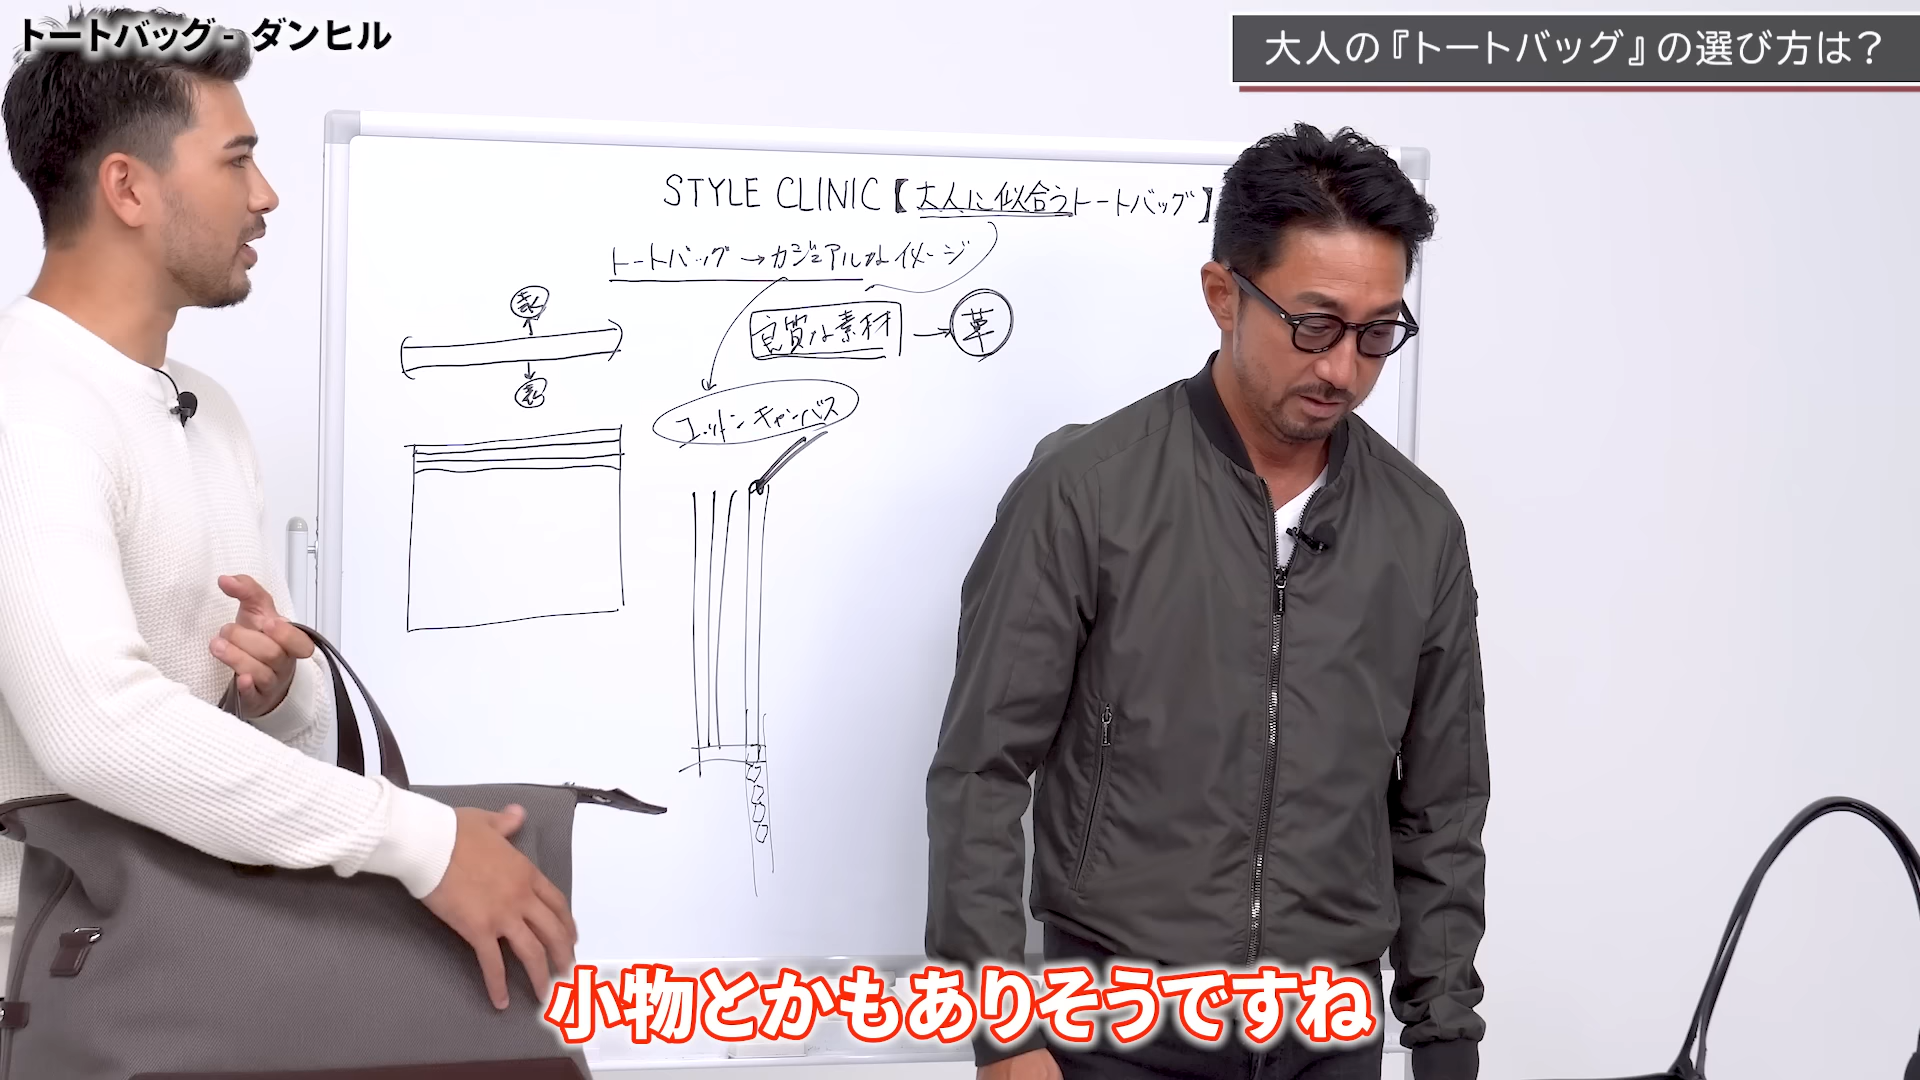 トートバッグ - ダンヒル
大人の『トートバッグ』の選び方は？
STYLE CLINIC【大人に似合うトートバッグ】
トートバッグ→カジュアルなイメージ
良質な素材→革
コットンキャンバス
小物とかもありそうですね